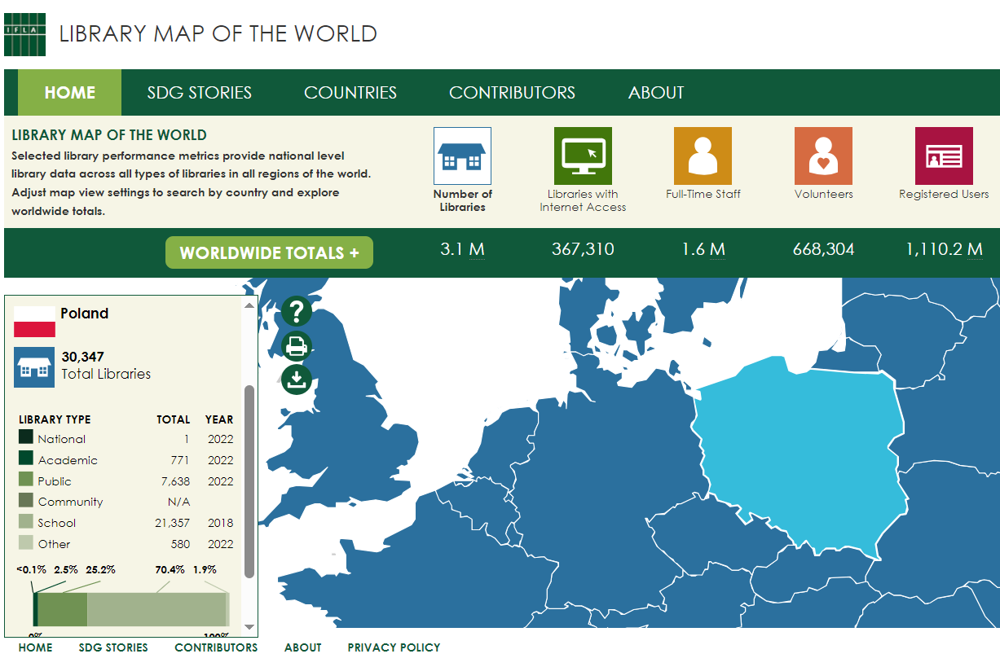 IFLA
LIBRARY MAP OF THE WORLD
HOME SDG STORIES COUNTRIES CONTRIBUTORS ABOUT
LIBRARY MAP OF THE WORLD
Selected library performance metrics provide national level
library data across all types of libraries in all regions of the world.
Adjust map view settings to search by country and explore
worldwide totals.
Number of
Libraries
Libraries with
Internet Access
Full-Time Staff
Volunteers
Registered Users
WORLDWIDE TOTALS + 3.1 M 367,310 1.6 M 668,304 1,110.2 M
Poland
30,347
Total Libraries
?
LIBRARY TYPE TOTAL YEAR
National 1 2022
Academic 771 2022
Public 7,638 2022
Community N/A
School 21,357 2018
Other 580 2022
<0.1% 2.5% 25.2% 70.4% 1.9%
0% 100%
HOME SDG STORIES CONTRIBUTORS ABOUT PRIVACY POLICY